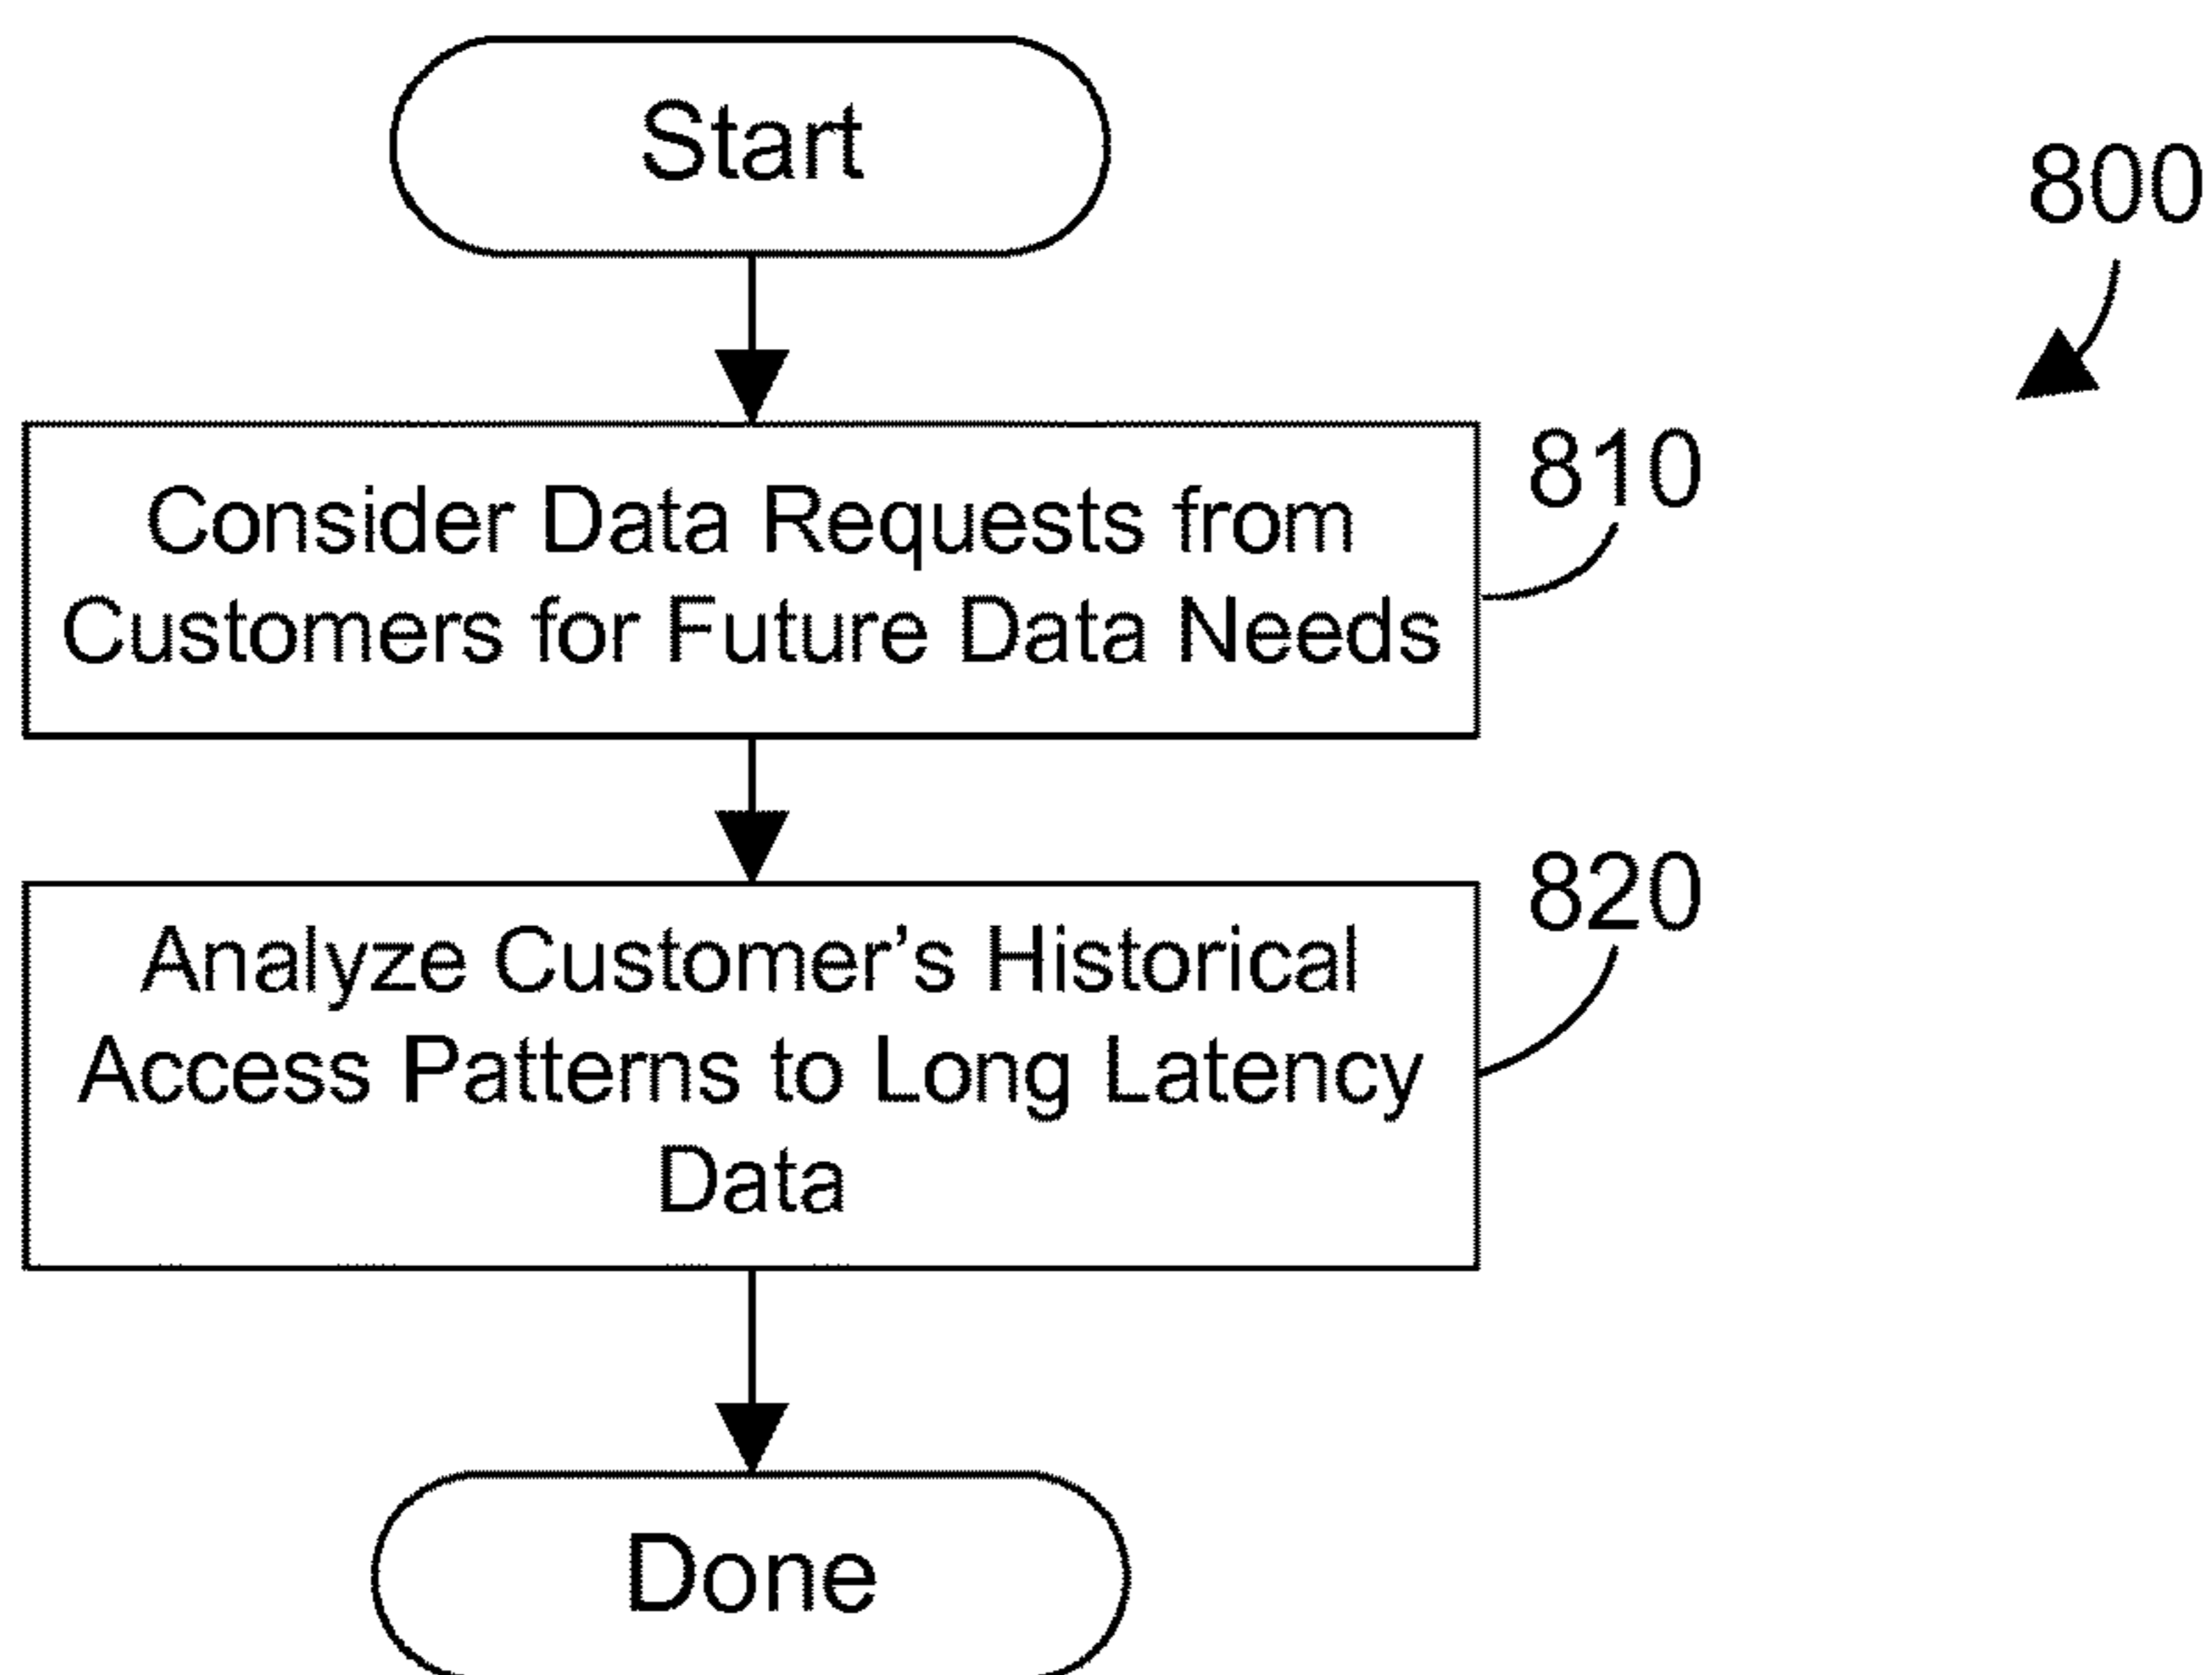 Start
800
810
Consider Data Requests from
Customers for Future Data Needs
820
Analyze Customer’s Historical
Access Patterns to Long Latency
Data
Done